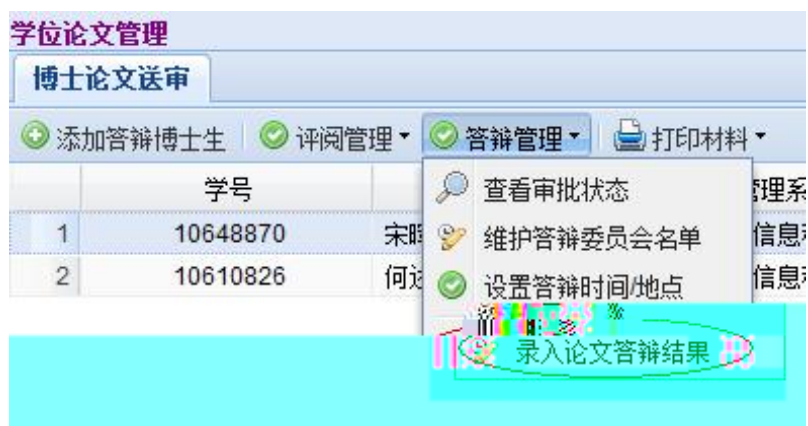 学位论文管理
博士论文送审
添加答辩博士生 评阅管理 答辩管理 打印材料
学号 查看审批状态 管理系
1 10648870 宋 维护答辩委员会名单 信息
2 10610826 何 设置答辩时间/地点 信息
录入论文答辩结果